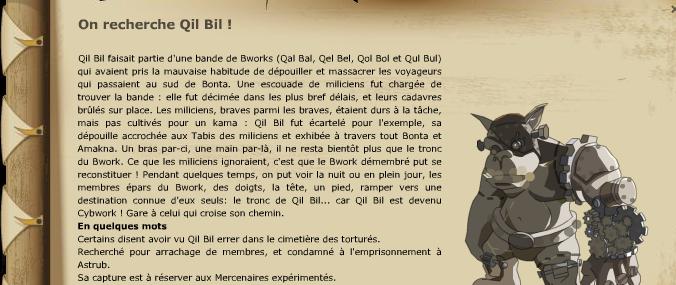 On recherche Qil Bil !
Qil Bil faisait partie d'une bande de Bworks (Qal Bal, Qel Bel, Qol Bol et Qul Bul)
qui avaient pris la mauvaise habitude de dépouiller et massacrer les voyageurs
qui passaient au sud de Bonta. Une escouade de miliciens fut chargée de
trouver la bande : elle fut décimée dans les plus bref délais, et leurs cadavres
brûlés sur place. Les miliciens, braves parmi les braves, étaient durs à la tâche,
mais pas cultivés pour un kama : Qil Bil fut écartelé pour l'exemple, sa
dépouille accrochée aux Tabis des miliciens et exhibée à travers tout Bonta et
Amakna. Un bras par-ci, une main par-là, il ne resta bientôt plus que le tronc
du Bwork. Ce que les miliciens ignoraient, c'est que le Bwork démembré put se
reconstituer ! Pendant quelques temps, on put voir la nuit ou en plein jour, les
membres épars du Bwork, des doigts, la tête, un pied, ramper vers une
destination connue d'eux seuls: le tronc de Qil Bil... car Qil Bil est devenu
Cybwork ! Gare à celui qui croise son chemin.
En quelques mots
Certains disent avoir vu Qil Bil errer dans le cimetière des torturés.
Recherché pour arrachage de membres, et condamné à l'emprisonnement à
Astrub.
Sa capture est à réserver aux Mercenaires expérimentés.